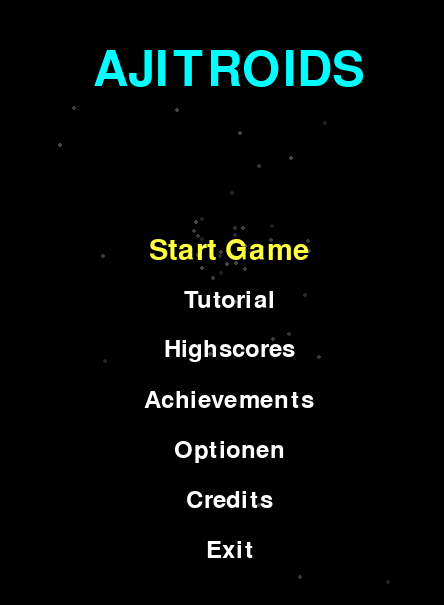 AJITROIDS
Start Game
Tutorial
Highscores
Achievements
Optionen
Credits
Exit